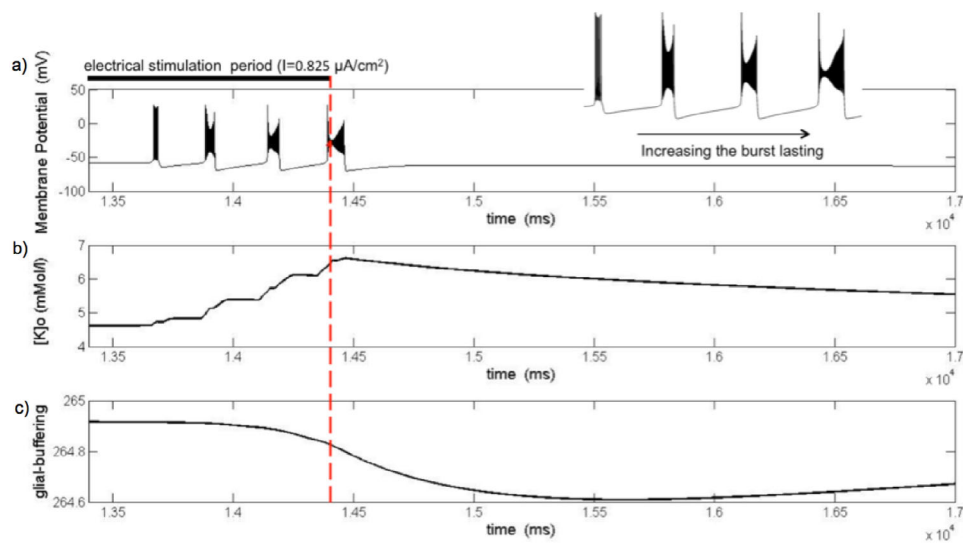 a)
electrical stimulation period (I=0.825 µA/cm²)
Membrane Potential (mV)
50
0
-50
-100
Increasing the burst lasting
1.35 1.4 1.45 1.5 1.55 1.6 1.65 1.7
time (ms)
x 10⁴
b)
[K]o (mMol/l)
7
6
5
4
1.35 1.4 1.45 1.5 1.55 1.6 1.65 1.7
time (ms)
x 10⁴
c)
glial-buffering
265
264.8
264.6
1.35 1.4 1.45 1.5 1.55 1.6 1.65 1.7
time (ms)
x 10⁴